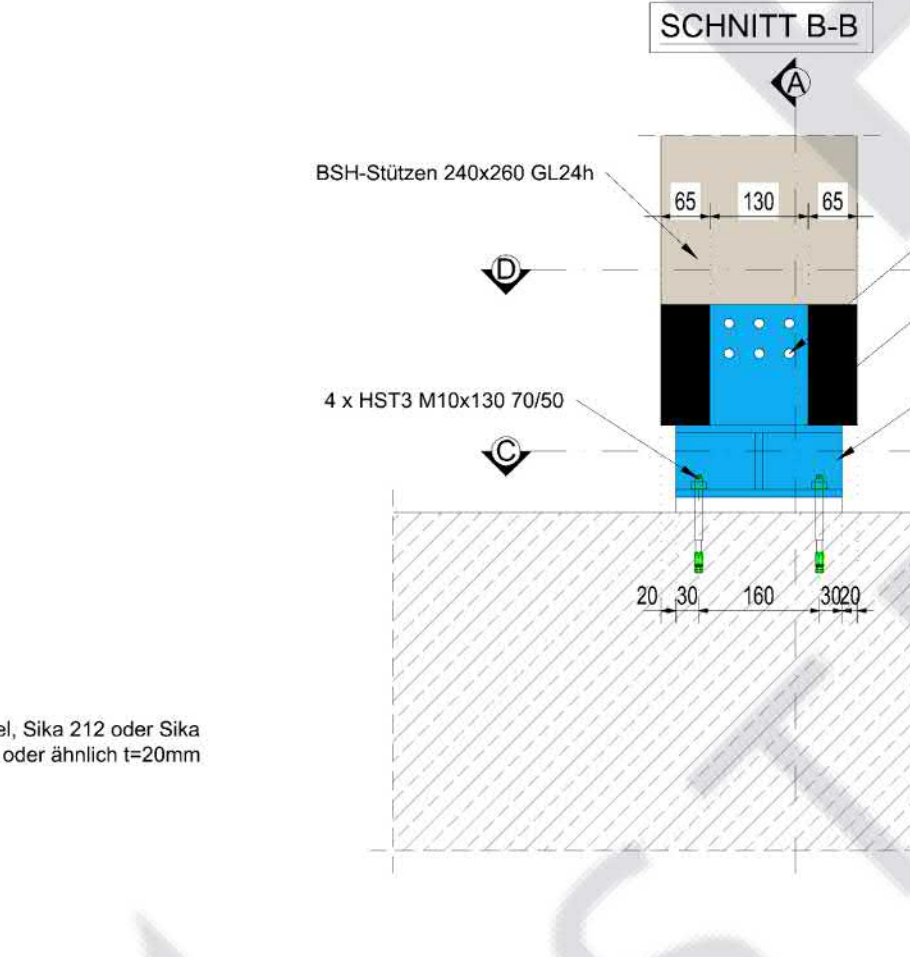 SCHNITT B-B
A
BSH-Stützen 240x260 GL24h
65 130 65
D
4 x HST3 M10x130 70/50
C
20 30 160 30 20
Sika 212 oder Sika
oder ähnlich t=20mm